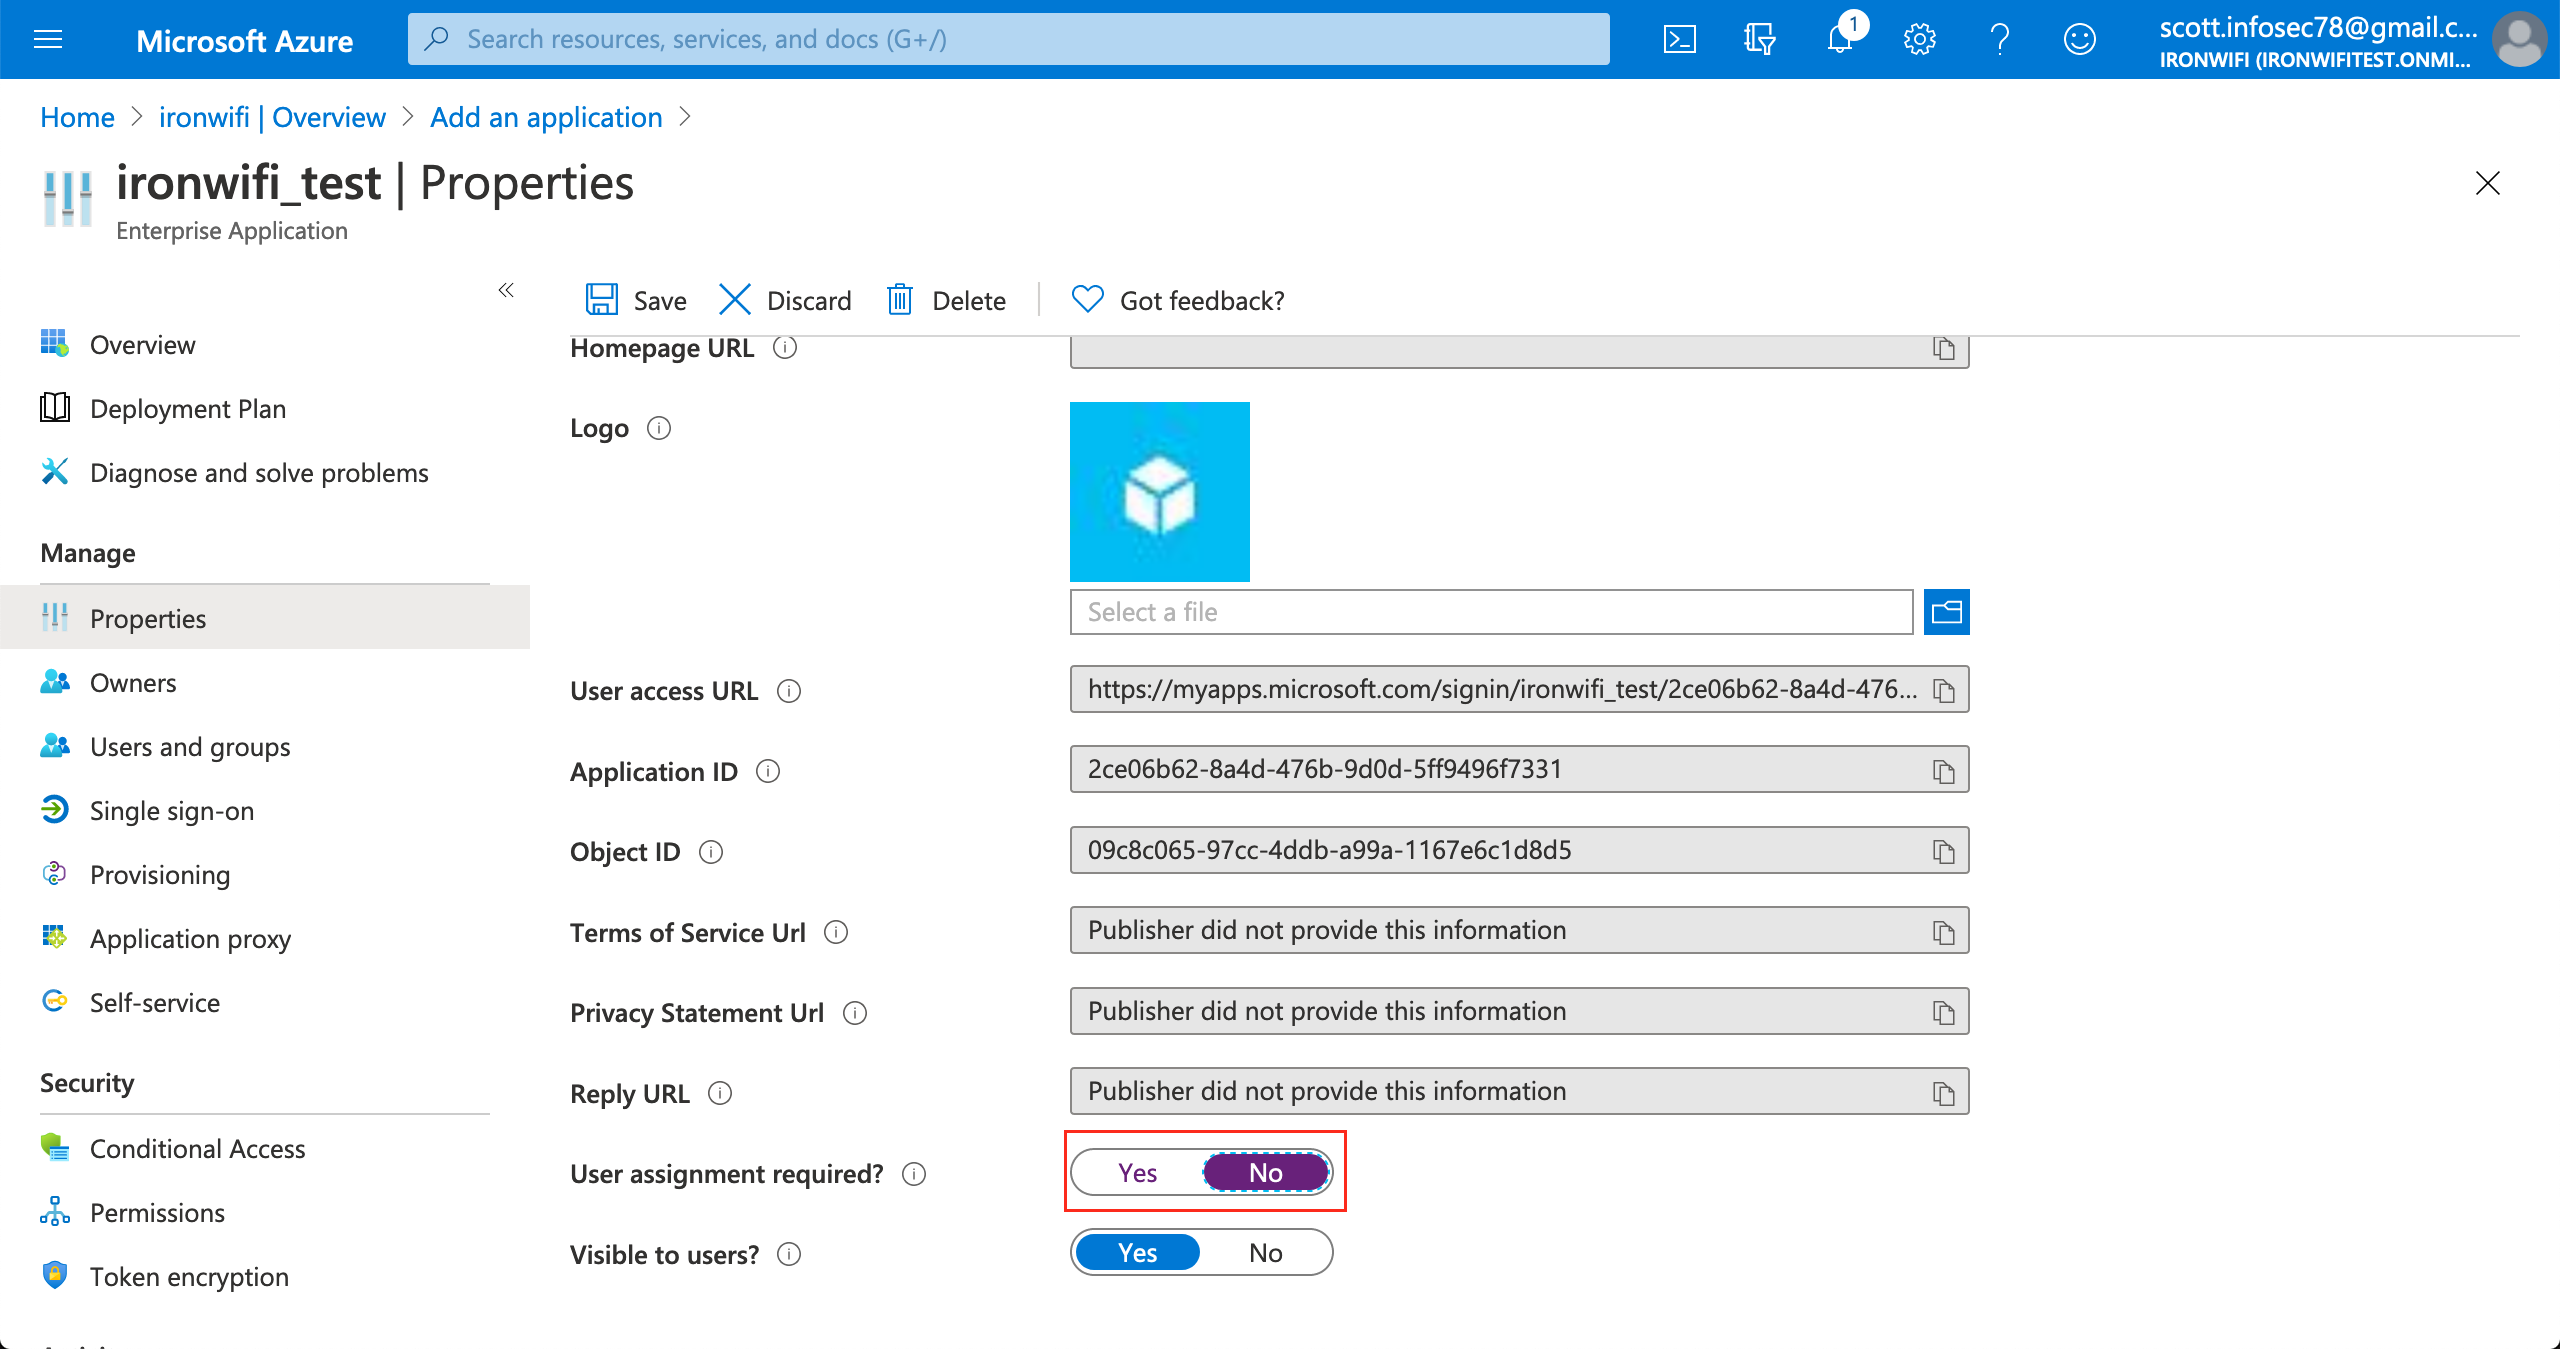 Microsoft Azure
Search resources, services, and docs (G+/)
1
scott.infosec78@gmail.c...
IRONWIFI (IRONWIFITEST.ONMI...
Home > ironwifi | Overview > Add an application >
ironwifi_test | Properties
Enterprise Application
Save
Discard
Delete
Got feedback?
Overview
Deployment Plan
Diagnose and solve problems
Manage
Properties
Owners
Users and groups
Single sign-on
Provisioning
Application proxy
Self-service
Security
Conditional Access
Permissions
Token encryption
Homepage URL
Logo
Select a file
User access URL
https://myapps.microsoft.com/signin/ironwifi_test/2ce06b62-8a4d-476...
Application ID
2ce06b62-8a4d-476b-9d0d-5ff9496f7331
Object ID
09c8c065-97cc-4ddb-a99a-1167e6c1d8d5
Terms of Service Url
Publisher did not provide this information
Privacy Statement Url
Publisher did not provide this information
Reply URL
Publisher did not provide this information
User assignment required?
Yes No
Visible to users?
Yes No